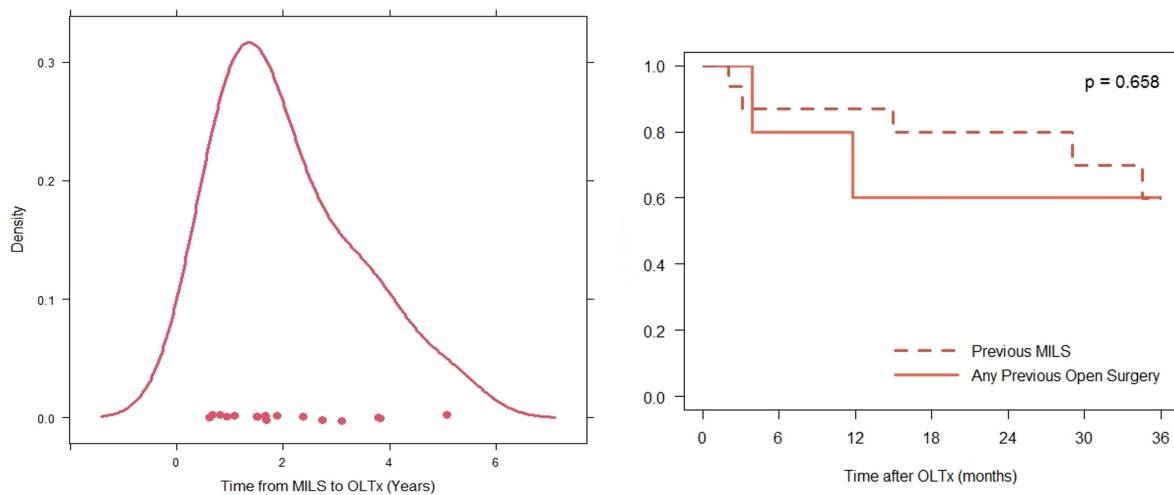 0.3
0.2
0.1
0.0
Density
0 2 4 6
Time from MILS to OLTx (Years)
1.0
0.8
0.6
0.4
0.2
0.0
p = 0.658
Previous MILS
Any Previous Open Surgery
0 6 12 18 24 30 36
Time after OLTx (months)